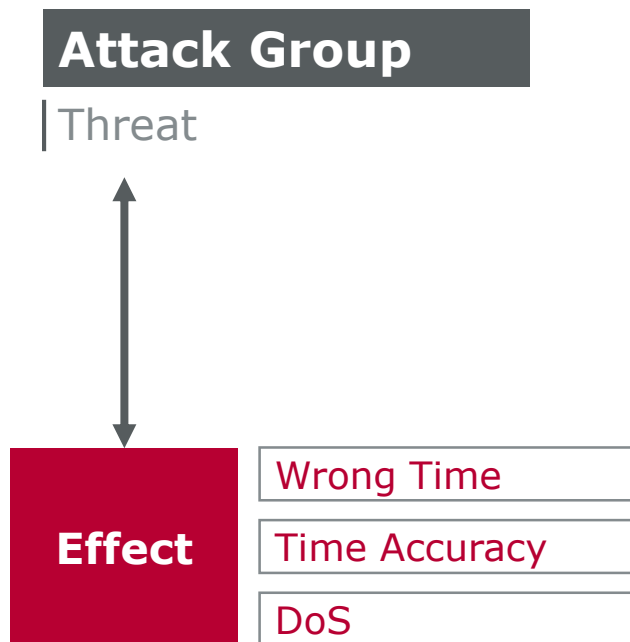 Attack Group
Threat
Effect
Wrong Time
Time Accuracy
DoS